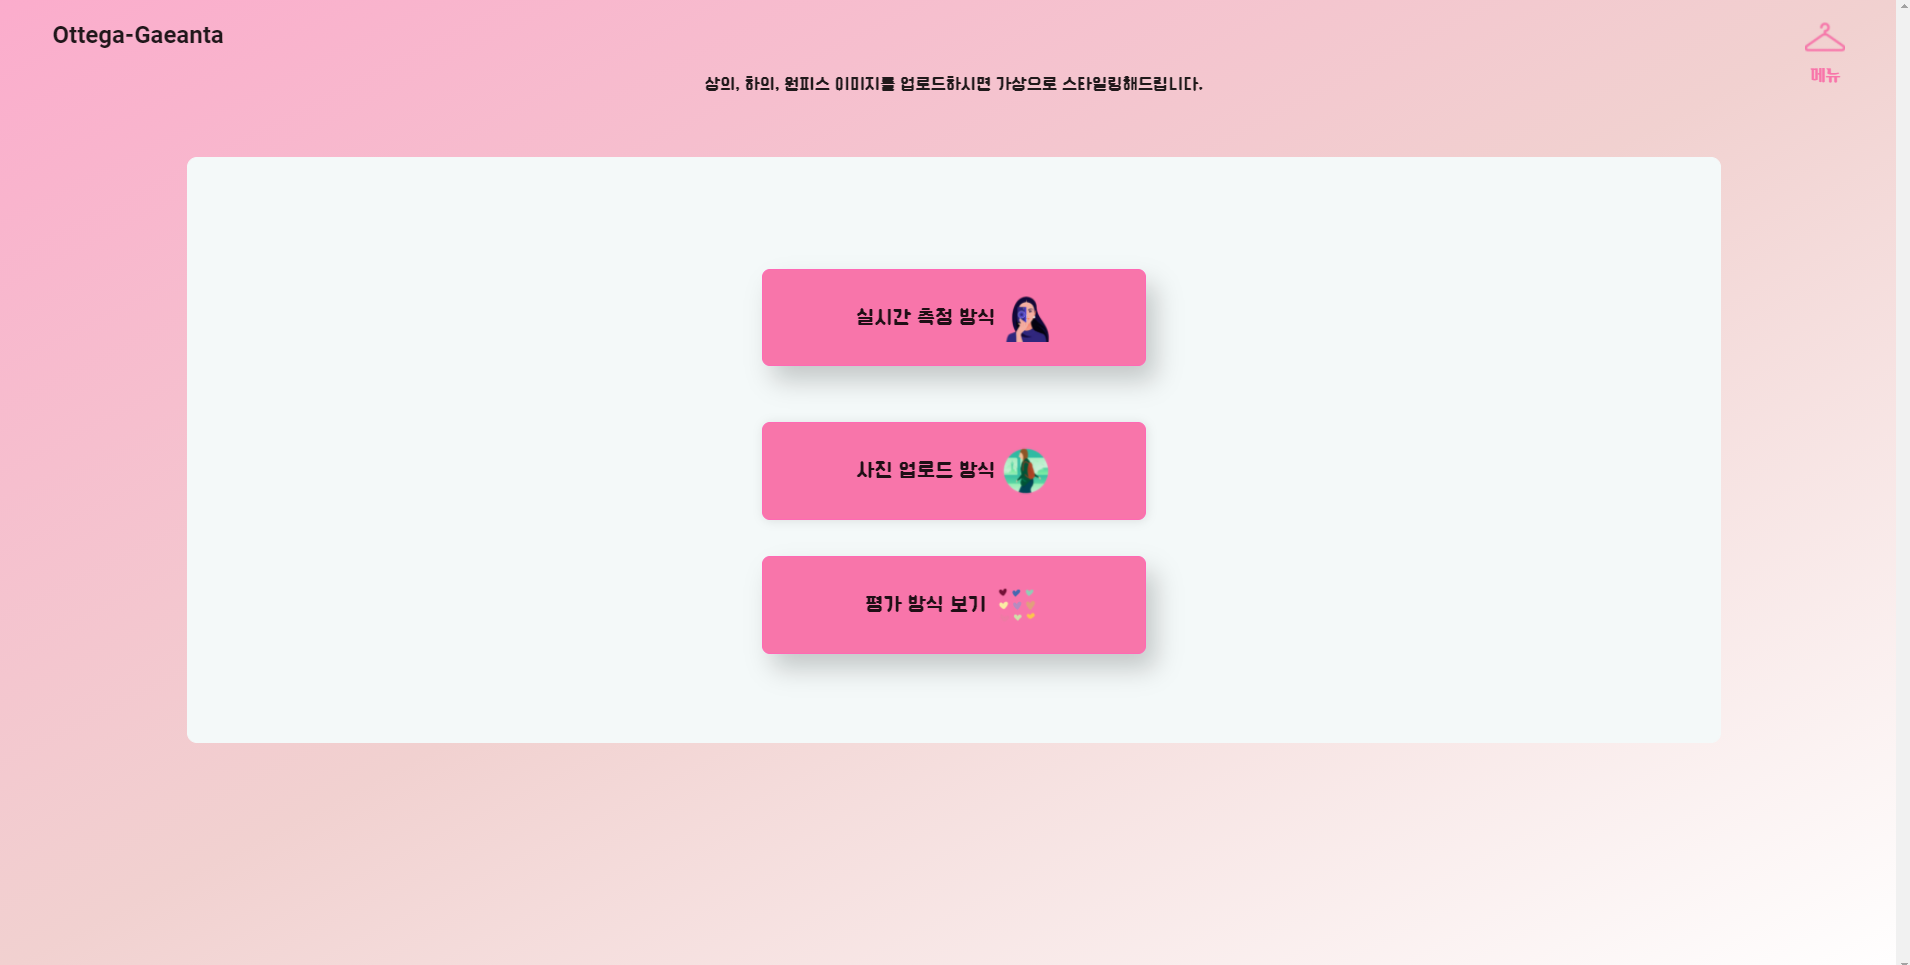 Ottega-Gaeanta
메뉴
상의, 하의, 원피스 이미지를 업로드하시면 가상으로 스타일링해드립니다.
실시간 측정 방식
사진 업로드 방식
평가 방식 보기